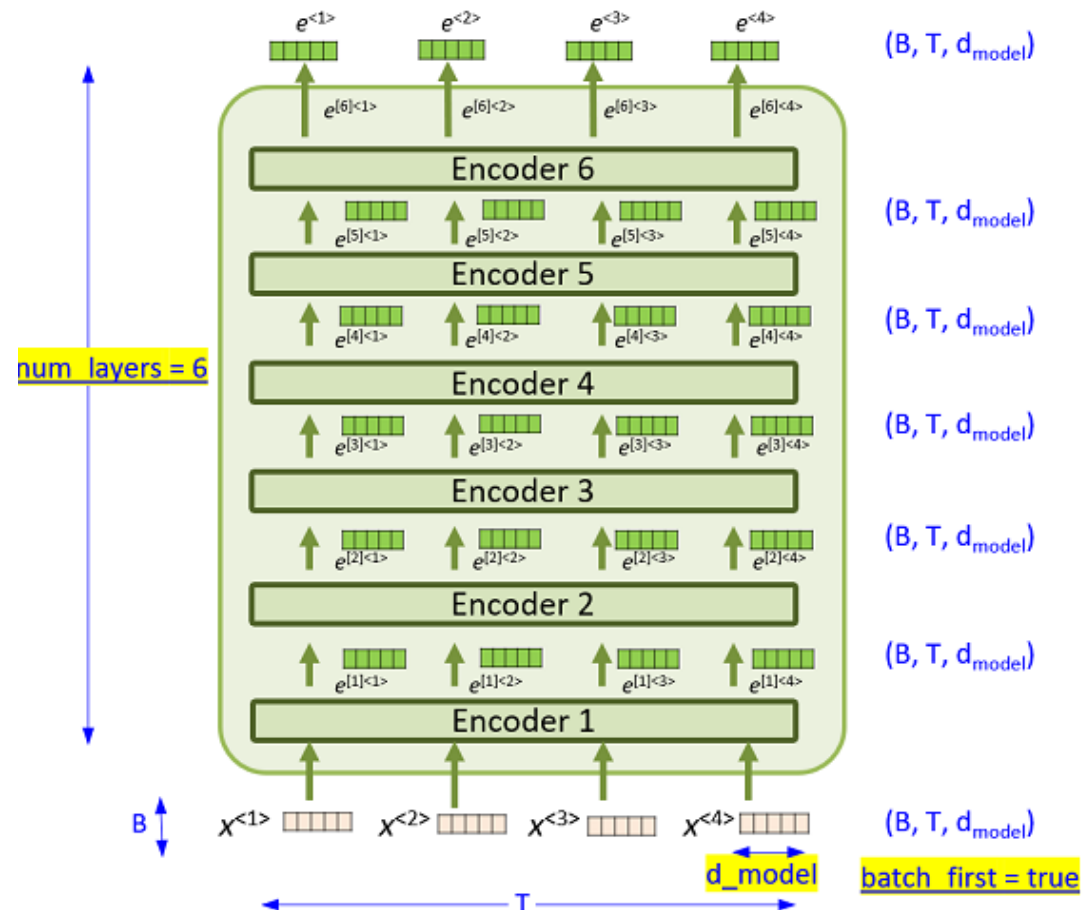 e<1> e<2> e<3> e<4> (B, T, dmodel)
e[6]<1> e[6]<2> e[6]<3> e[6]<4>
Encoder 6
(B, T, dmodel)
e[5]<1> e[5]<2> e[5]<3> e[5]<4>
Encoder 5
(B, T, dmodel)
e[4]<1> e[4]<2> e[4]<3> e[4]<4>
num_layers = 6
Encoder 4
(B, T, dmodel)
e[3]<1> e[3]<2> e[3]<3> e[3]<4>
Encoder 3
(B, T, dmodel)
e[2]<1> e[2]<2> e[2]<3> e[2]<4>
Encoder 2
(B, T, dmodel)
e[1]<1> e[1]<2> e[1]<3> e[1]<4>
Encoder 1
B x<1> x<2> x<3> x<4> (B, T, dmodel)
d_model batch_first = true
T